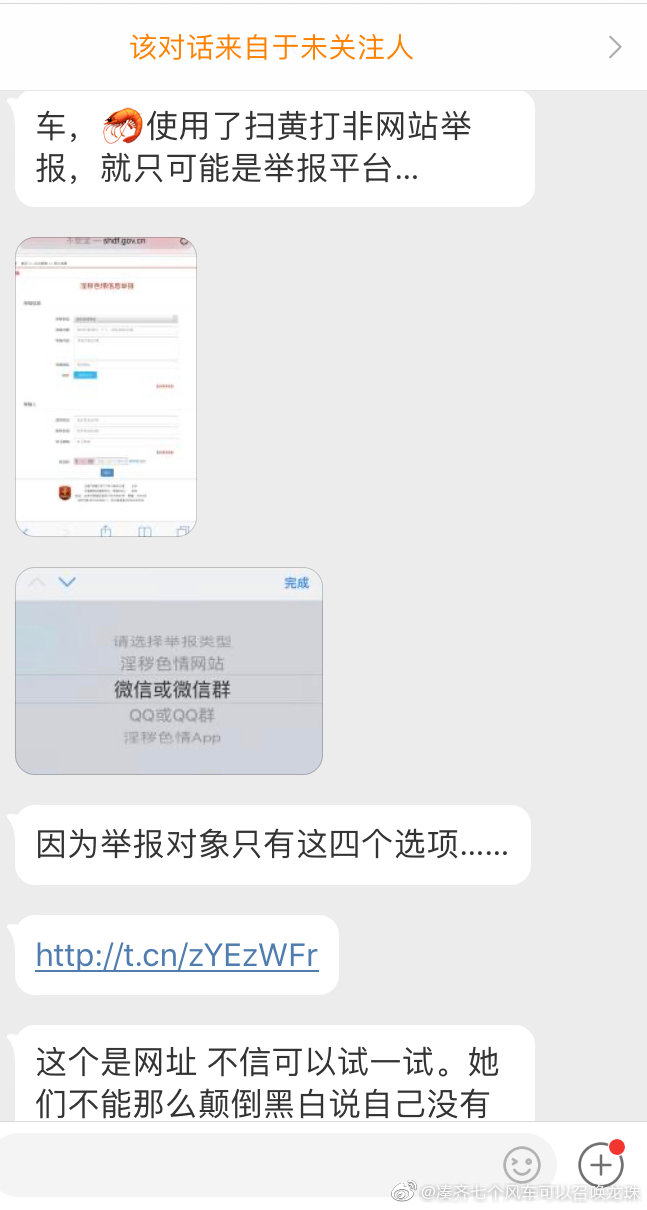 该对话来自于未关注人
车，🦐使用了扫黄打非网站举
报，就只可能是举报平台...
不安全 — shdf.gov.cn
淫秽色情信息举报
完成
请选择举报类型
淫秽色情网站
微信或微信群
QQ或QQ群
淫秽色情App
因为举报对象只有这四个选项......
http://t.cn/zYEzWFr
这个是网址 不信可以试一试。她
们不能那么颠倒黑白说自己没有
@凑齐七个风车可以召唤龙珠